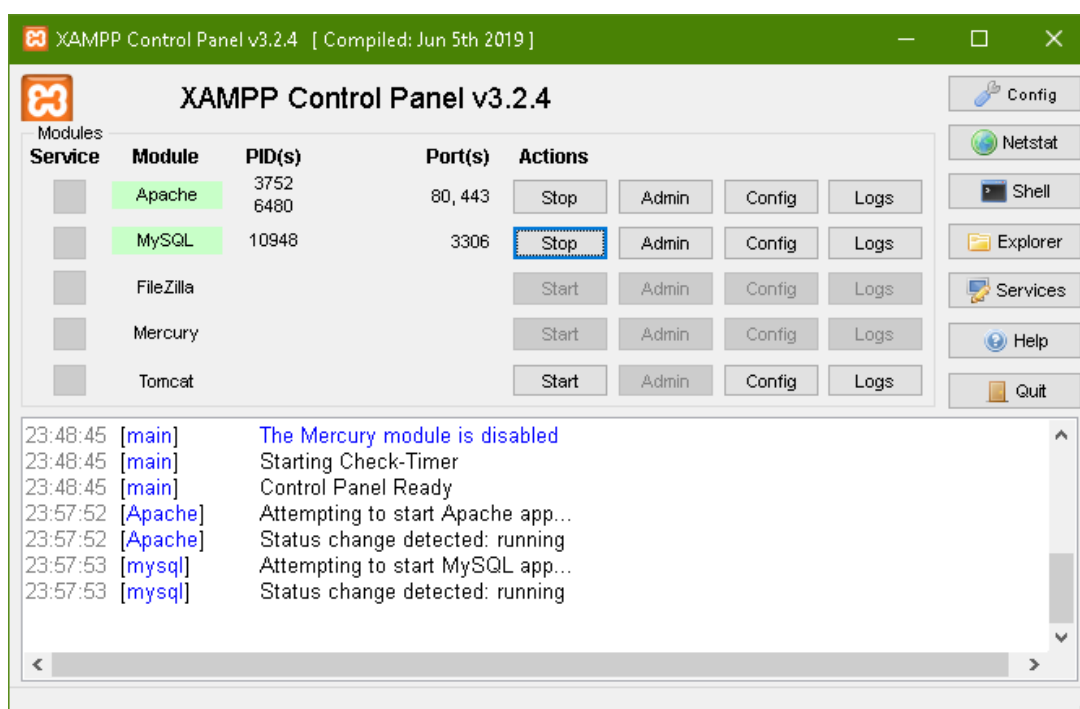 XAMPP Control Panel v3.2.4 [ Compiled: Jun 5th 2019 ]
XAMPP Control Panel v3.2.4
Config
Netstat
Shell
Explorer
Services
Help
Quit
Modules
Service Module PID(s) Port(s) Actions
Apache 3752 6480 80, 443 Stop Admin Config Logs
MySQL 10948 3306 Stop Admin Config Logs
FileZilla Start Admin Config Logs
Mercury Start Admin Config Logs
Tomcat Start Admin Config Logs
23:48:45 [main] The Mercury module is disabled
23:48:45 [main] Starting Check-Timer
23:48:45 [main] Control Panel Ready
23:57:52 [Apache] Attempting to start Apache app...
23:57:52 [Apache] Status change detected: running
23:57:53 [mysql] Attempting to start MySQL app...
23:57:53 [mysql] Status change detected: running